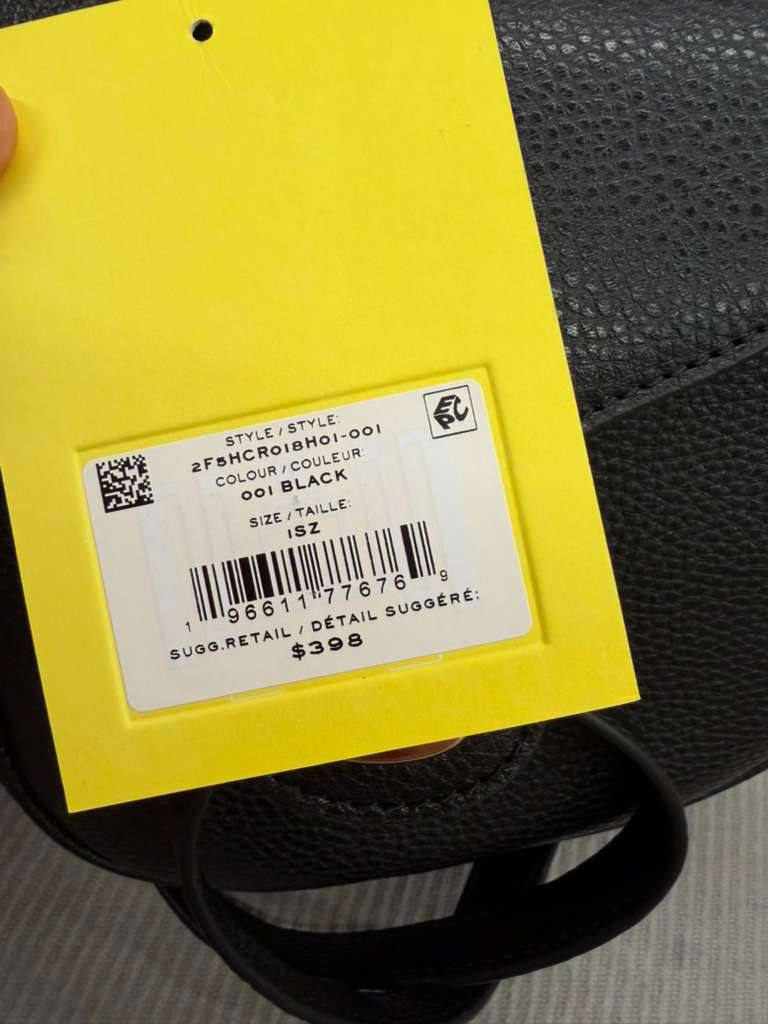 STYLE / STYLE:
2F5HCR018H01-001
COLOUR / COULEUR:
001 BLACK
SIZE / TAILLE:
1SZ
1 96611 77676 9
SUGG.RETAIL / DÉTAIL SUGGÉRÉ:
$398
EPC